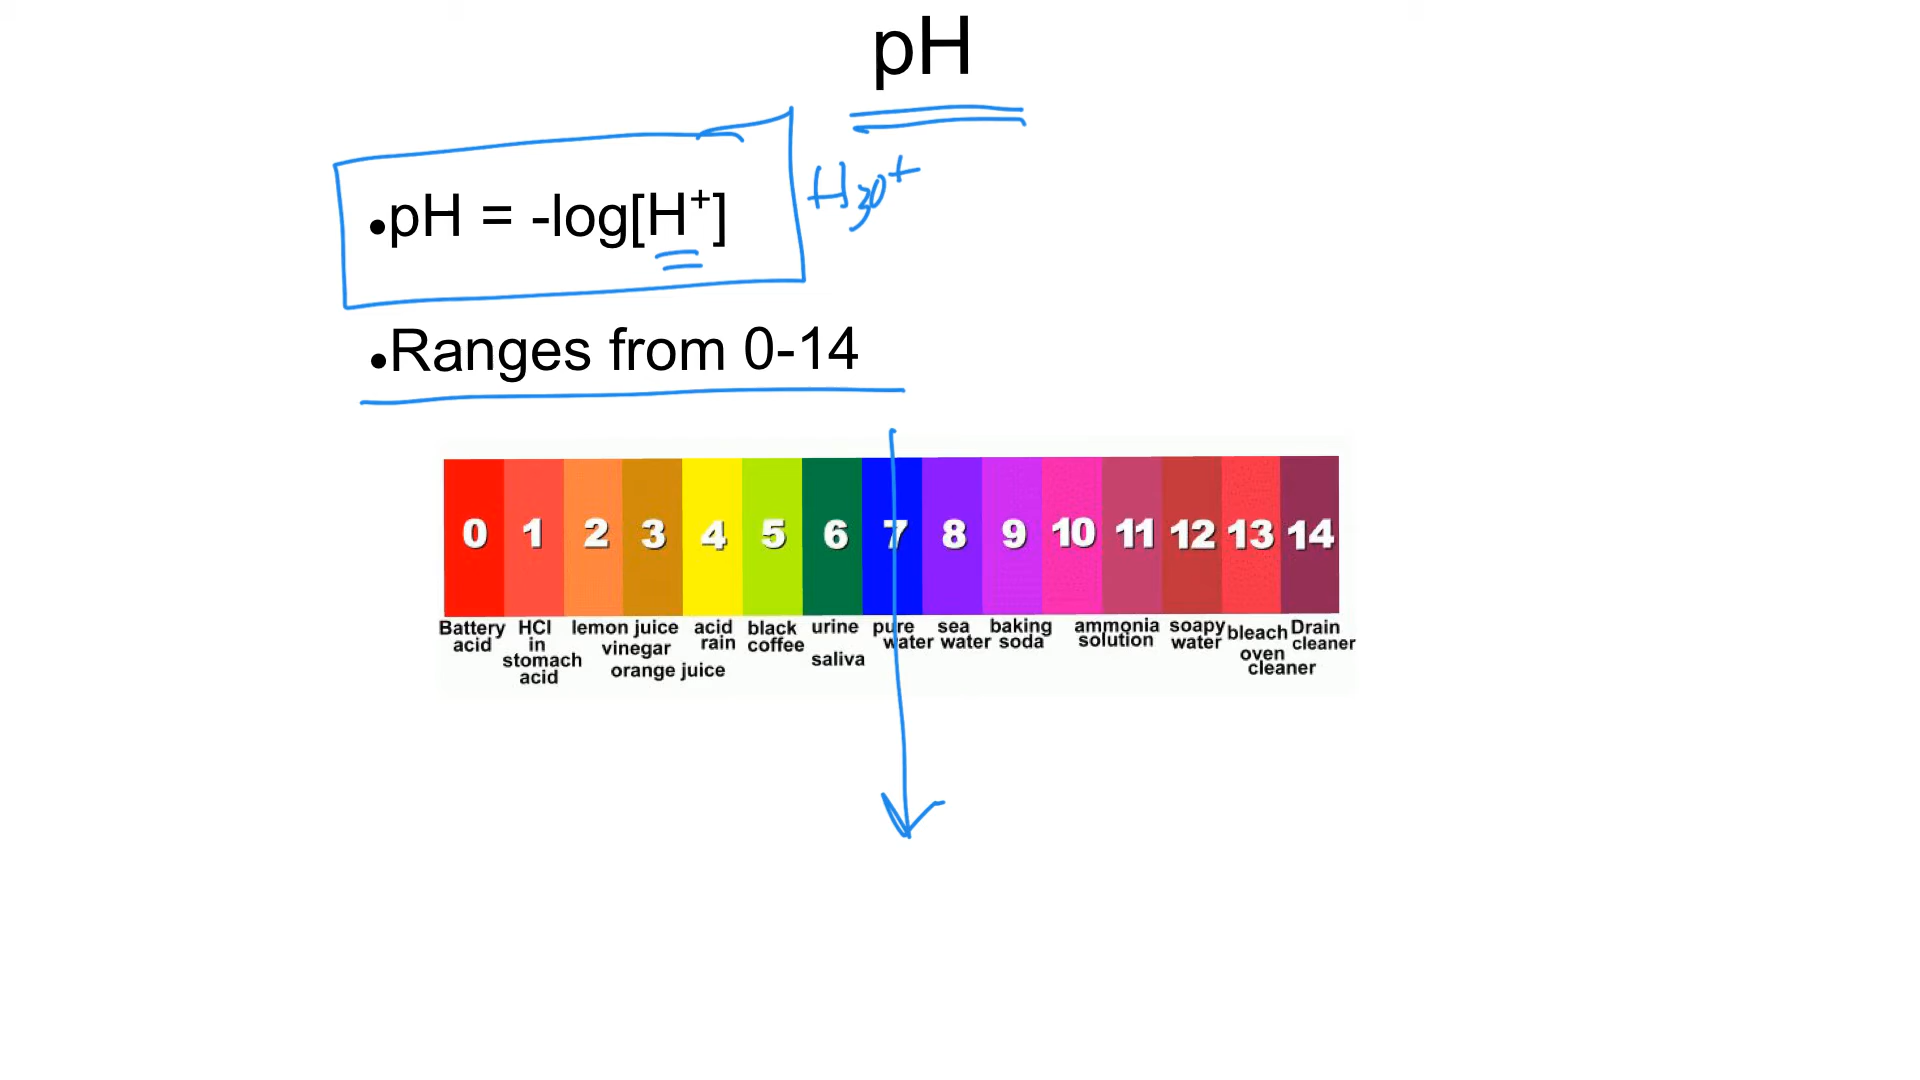 pH
•pH = -log[H⁺]
H₃O⁺
•Ranges from 0-14
0 1 2 3 4 5 6 7 8 9 10 11 12 13 14
Battery acid
HCl in stomach acid
lemon juice
vinegar
orange juice
acid rain
black coffee
urine
saliva
pure water
sea water
baking soda
ammonia solution
soapy water
bleach
oven cleaner
Drain cleaner